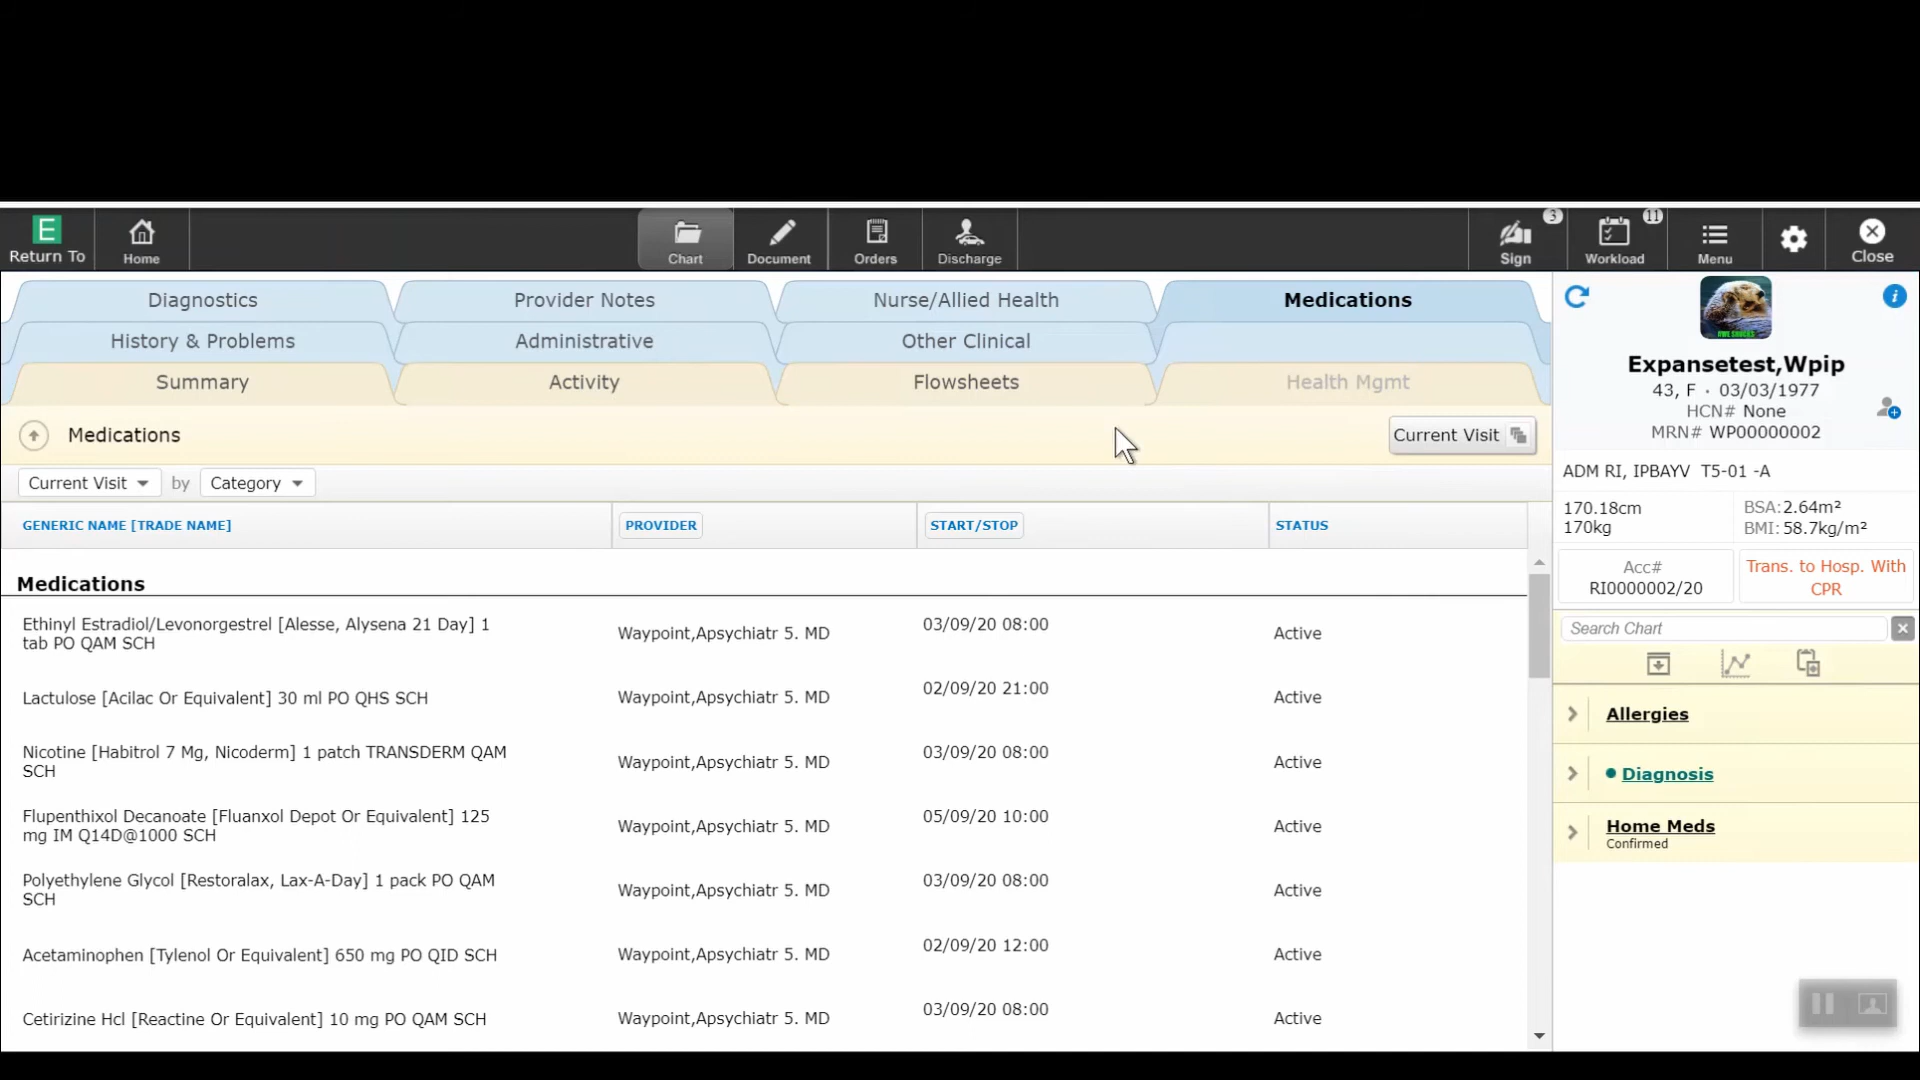 E
Return To
Home
Chart
Document
Orders
Discharge
3
Sign
11
Workload
Menu
Close
Diagnostics
Provider Notes
Nurse/Allied Health
Medications
History & Problems
Administrative
Other Clinical
Summary
Activity
Flowsheets
Health Mgmt
Medications
Current Visit
Current Visit by Category
GENERIC NAME [TRADE NAME]
PROVIDER
START/STOP
STATUS
Medications
Ethinyl Estradiol/Levonorgestrel [Alesse, Alysena 21 Day] 1
tab PO QAM SCH
Waypoint,Apsychiatr 5. MD
03/09/20 08:00
Active
Lactulose [Acilac Or Equivalent] 30 ml PO QHS SCH
Waypoint,Apsychiatr 5. MD
02/09/20 21:00
Active
Nicotine [Habitrol 7 Mg, Nicoderm] 1 patch TRANSDERM QAM
SCH
Waypoint,Apsychiatr 5. MD
03/09/20 08:00
Active
Flupenthixol Decanoate [Fluanxol Depot Or Equivalent] 125
mg IM Q14D@1000 SCH
Waypoint,Apsychiatr 5. MD
05/09/20 10:00
Active
Polyethylene Glycol [Restoralax, Lax-A-Day] 1 pack PO QAM
SCH
Waypoint,Apsychiatr 5. MD
03/09/20 08:00
Active
Acetaminophen [Tylenol Or Equivalent] 650 mg PO QID SCH
Waypoint,Apsychiatr 5. MD
02/09/20 12:00
Active
Cetirizine Hcl [Reactine Or Equivalent] 10 mg PO QAM SCH
Waypoint,Apsychiatr 5. MD
03/09/20 08:00
Active
i
Expansetest,Wpip
43, F · 03/03/1977
HCN# None
MRN# WP00000002
ADM RI, IPBAYV T5-01 -A
170.18cm
170kg
BSA:2.64m²
BMI:58.7kg/m²
Acc#
RI0000002/20
Trans. to Hosp. With
CPR
Search Chart
Allergies
Diagnosis
Home Meds
Confirmed